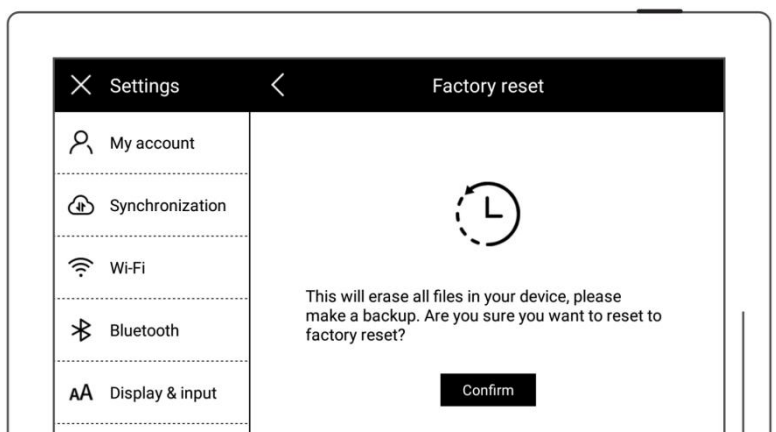 Settings
Factory reset
My account
Synchronization
Wi-Fi
Bluetooth
AA Display & input
This will erase all files in your device, please
make a backup. Are you sure you want to reset to
factory reset?
Confirm